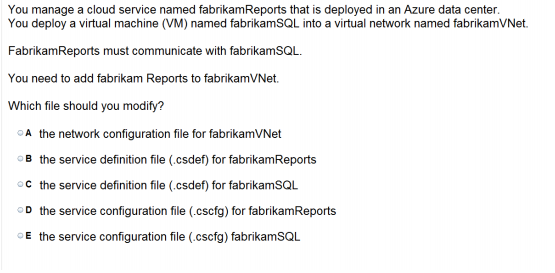 You manage a cloud service named fabrikamReports that is deployed in an Azure data center.
You deploy a virtual machine (VM) named fabrikamSQL into a virtual network named fabrikamVNet.
FabrikamReports must communicate with fabrikamSQL.
You need to add fabrikam Reports to fabrikamVNet.
Which file should you modify?
A the network configuration file for fabrikamVNet
B the service definition file (.csdef) for fabrikamReports
C the service definition file (.csdef) for fabrikamSQL
D the service configuration file (.cscfg) for fabrikamReports
E the service configuration file (.cscfg) fabrikamSQL